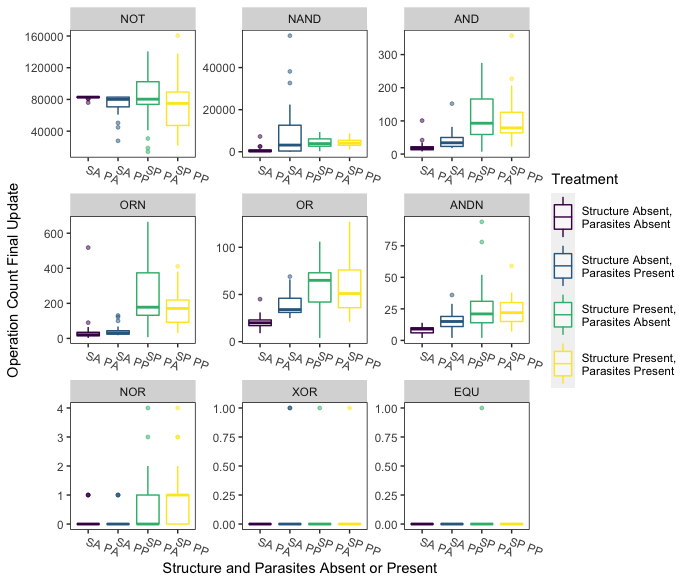 NOT NAND AND
160000
120000
80000
40000
40000
20000
0
300
200
100
0
SA PA SA PP SP PA SP PP
SA PA SA PP SP PA SP PP
SA PA SA PP SP PA SP PP
ORN OR ANDN
600
400
200
0
100
50
0
75
50
25
0
SA PA SA PP SP PA SP PP
SA PA SA PP SP PA SP PP
SA PA SA PP SP PA SP PP
NOR XOR EQU
4
3
2
1
0
1.00
0.75
0.50
0.25
0.00
1.00
0.75
0.50
0.25
0.00
SA PA SA PP SP PA SP PP
SA PA SA PP SP PA SP PP
SA PA SA PP SP PA SP PP
Structure and Parasites Absent or Present
Operation Count Final Update
Treatment
Structure Absent,
Parasites Absent
Structure Absent,
Parasites Present
Structure Present,
Parasites Absent
Structure Present,
Parasites Present